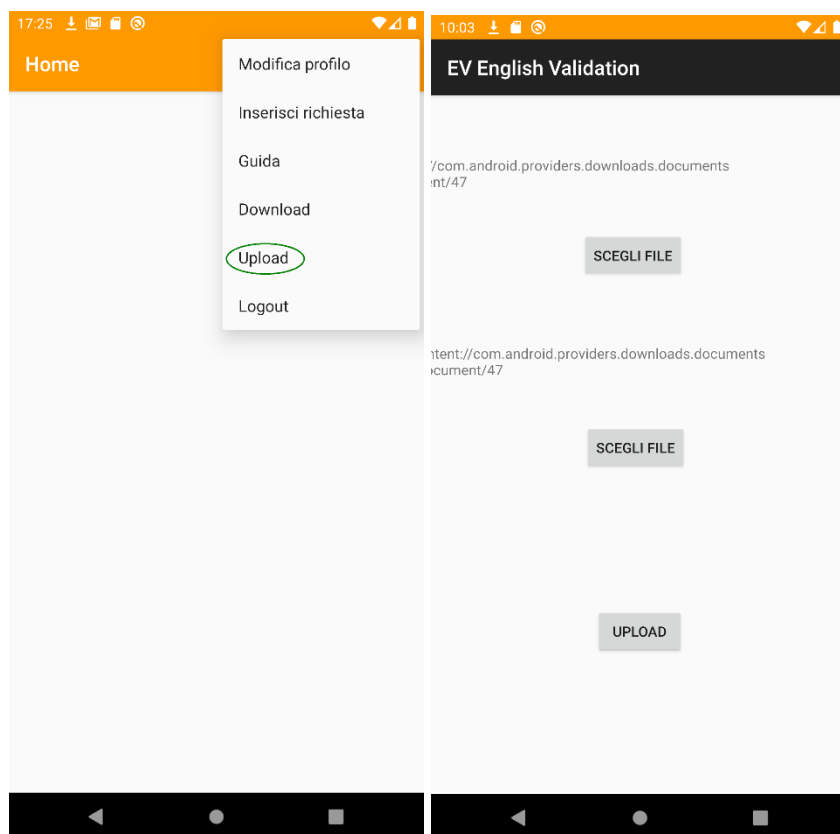 17:25
Home
Modifica profilo
Inserisci richiesta
Guida
Download
Upload
Logout
10:03
EV English Validation
/com.android.providers.downloads.documents
ent/47
SCEGLI FILE
ntent://com.android.providers.downloads.documents
ocument/47
SCEGLI FILE
UPLOAD